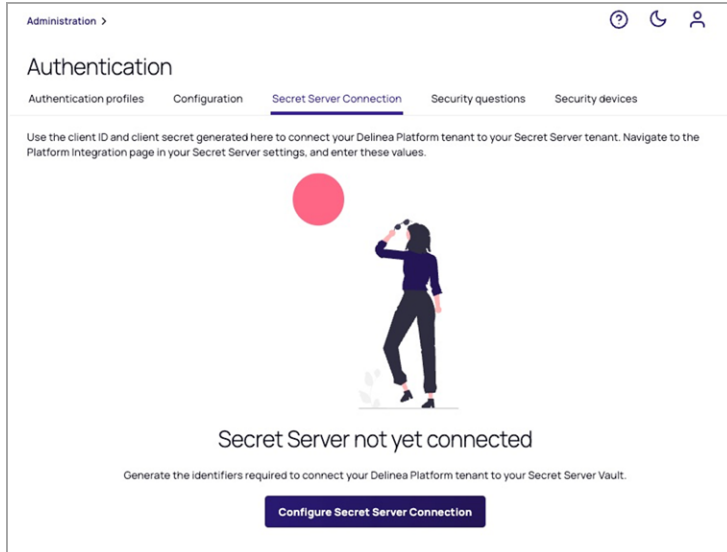 Administration >
Authentication
Authentication profiles Configuration Secret Server Connection Security questions Security devices
Use the client ID and client secret generated here to connect your Delinea Platform tenant to your Secret Server tenant. Navigate to the
Platform Integration page in your Secret Server settings, and enter these values.
Secret Server not yet connected
Generate the identifiers required to connect your Delinea Platform tenant to your Secret Server Vault.
Configure Secret Server Connection